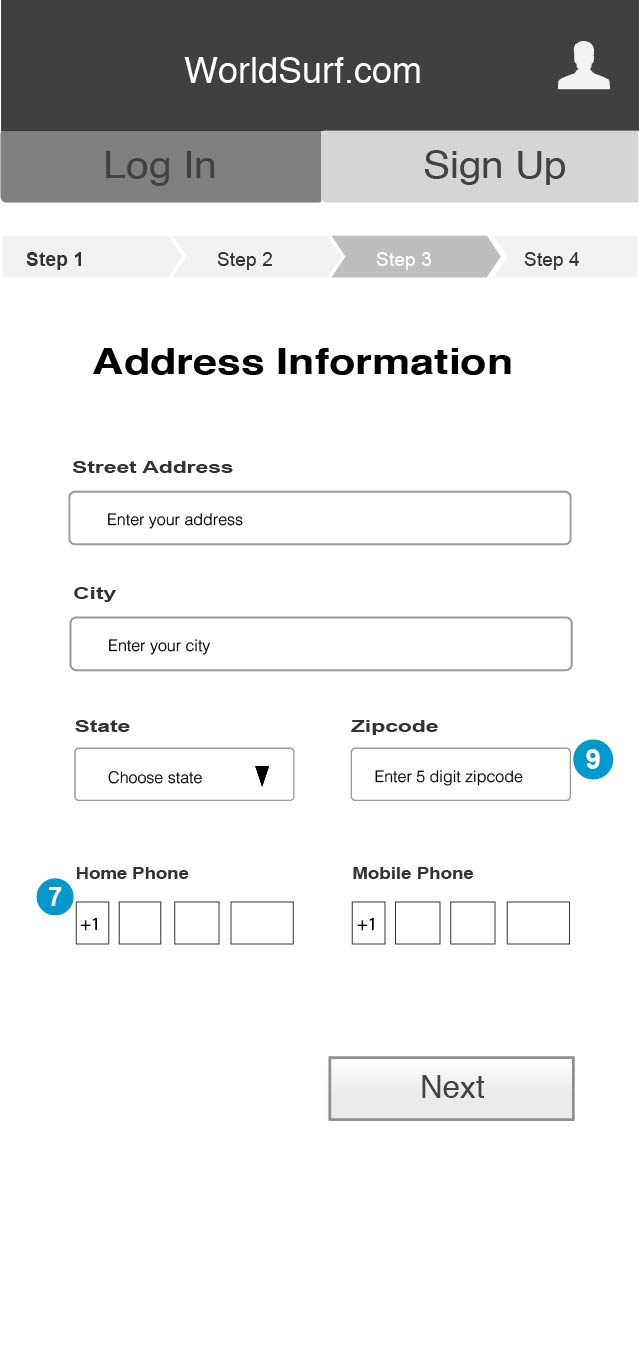 WorldSurf.com
Log In Sign Up
Step 1 Step 2 Step 3 Step 4
Address Information
Street Address
Enter your address
City
Enter your city
State Zipcode
9
Choose state Enter 5 digit zipcode
Home Phone Mobile Phone
7
+1 +1
Next